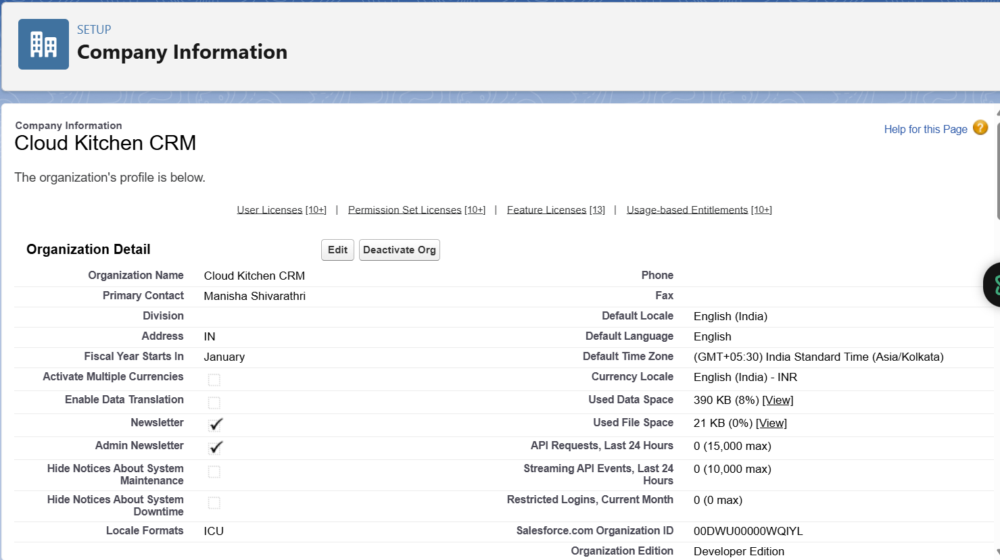 SETUP
Company Information
Company Information
Cloud Kitchen CRM
Help for this Page ?
The organization's profile is below.
User Licenses [10+] | Permission Set Licenses [10+] | Feature Licenses [13] | Usage-based Entitlements [10+]
Organization Detail Edit Deactivate Org
Organization Name Cloud Kitchen CRM Phone
Primary Contact Manisha Shivarathri Fax
Division Default Locale English (India)
Address IN Default Language English
Fiscal Year Starts In January Default Time Zone (GMT+05:30) India Standard Time (Asia/Kolkata)
Activate Multiple Currencies Currency Locale English (India) - INR
Enable Data Translation Used Data Space 390 KB (8%) [View]
Newsletter Used File Space 21 KB (0%) [View]
Admin Newsletter API Requests, Last 24 Hours 0 (15,000 max)
Hide Notices About System Maintenance Streaming API Events, Last 24 Hours 0 (10,000 max)
Hide Notices About System Downtime Restricted Logins, Current Month 0 (0 max)
Locale Formats ICU Salesforce.com Organization ID 00DWU00000WQIYL
Organization Edition Developer Edition